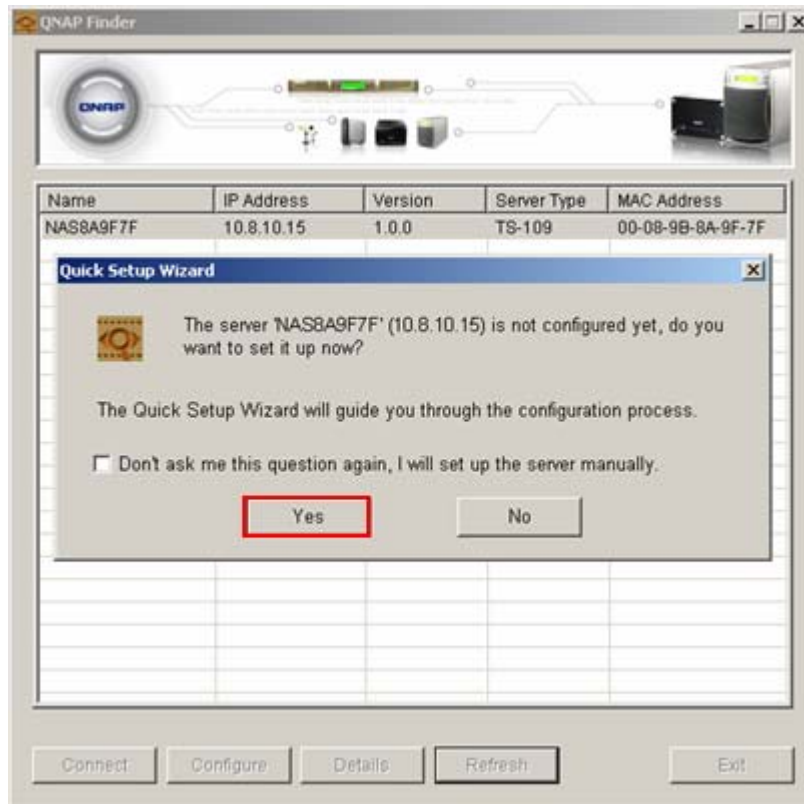 QNAP Finder
QNAP
Name IP Address Version Server Type MAC Address
NAS8A9F7F 10.8.10.15 1.0.0 TS-109 00-08-9B-8A-9F-7F
Quick Setup Wizard
The server 'NAS8A9F7F' (10.8.10.15) is not configured yet, do you
want to set it up now?
The Quick Setup Wizard will guide you through the configuration process.
Don't ask me this question again, I will set up the server manually.
Yes No
Connect Configure Details Refresh Exit